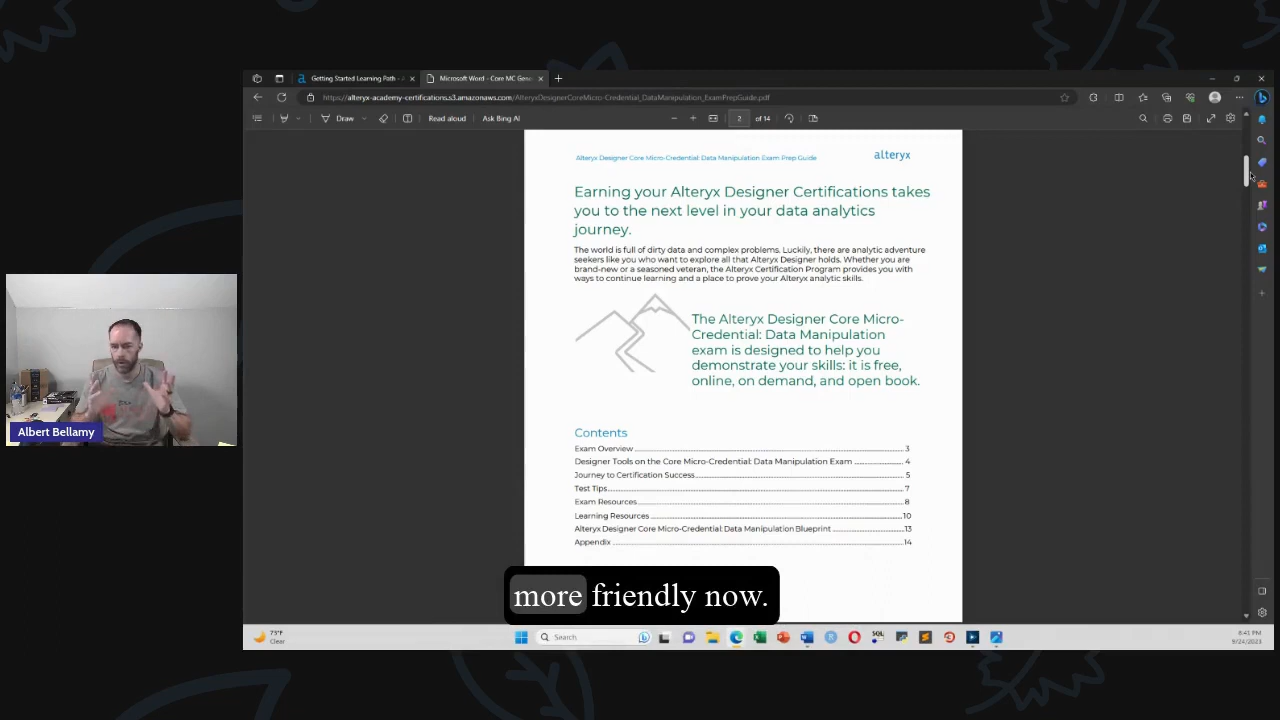 Getting Started Learning Path - A
Microsoft Word - Core MC Gene
https://alteryx-academy-certifications.s3.amazonaws.com/AlteryxDesignerCoreMicro-Credential_DataManipulation_ExamPrepGuide.pdf
Draw
Read aloud
Ask Bing AI
2
of 14
Alteryx Designer Core Micro-Credential: Data Manipulation Exam Prep Guide
alteryx
Earning your Alteryx Designer Certifications takes
you to the next level in your data analytics
journey.
The world is full of dirty data and complex problems. Luckily, there are analytic adventure
seekers like you who want to explore all that Alteryx Designer holds. Whether you are
brand-new or a seasoned veteran, the Alteryx Certification Program provides you with
ways to continue learning and a place to prove your Alteryx analytic skills.
The Alteryx Designer Core Micro-
Credential: Data Manipulation
exam is designed to help you
demonstrate your skills: it is free,
online, on demand, and open book.
Contents
Exam Overview 3
Designer Tools on the Core Micro-Credential: Data Manipulation Exam 4
Journey to Certification Success 5
Test Tips 7
Exam Resources 8
Learning Resources 10
Alteryx Designer Core Micro-Credential: Data Manipulation Blueprint 13
Appendix 14
Albert Bellamy
more friendly now.
73°F
Clear
Search
SQL
8:41 PM
9/24/2023